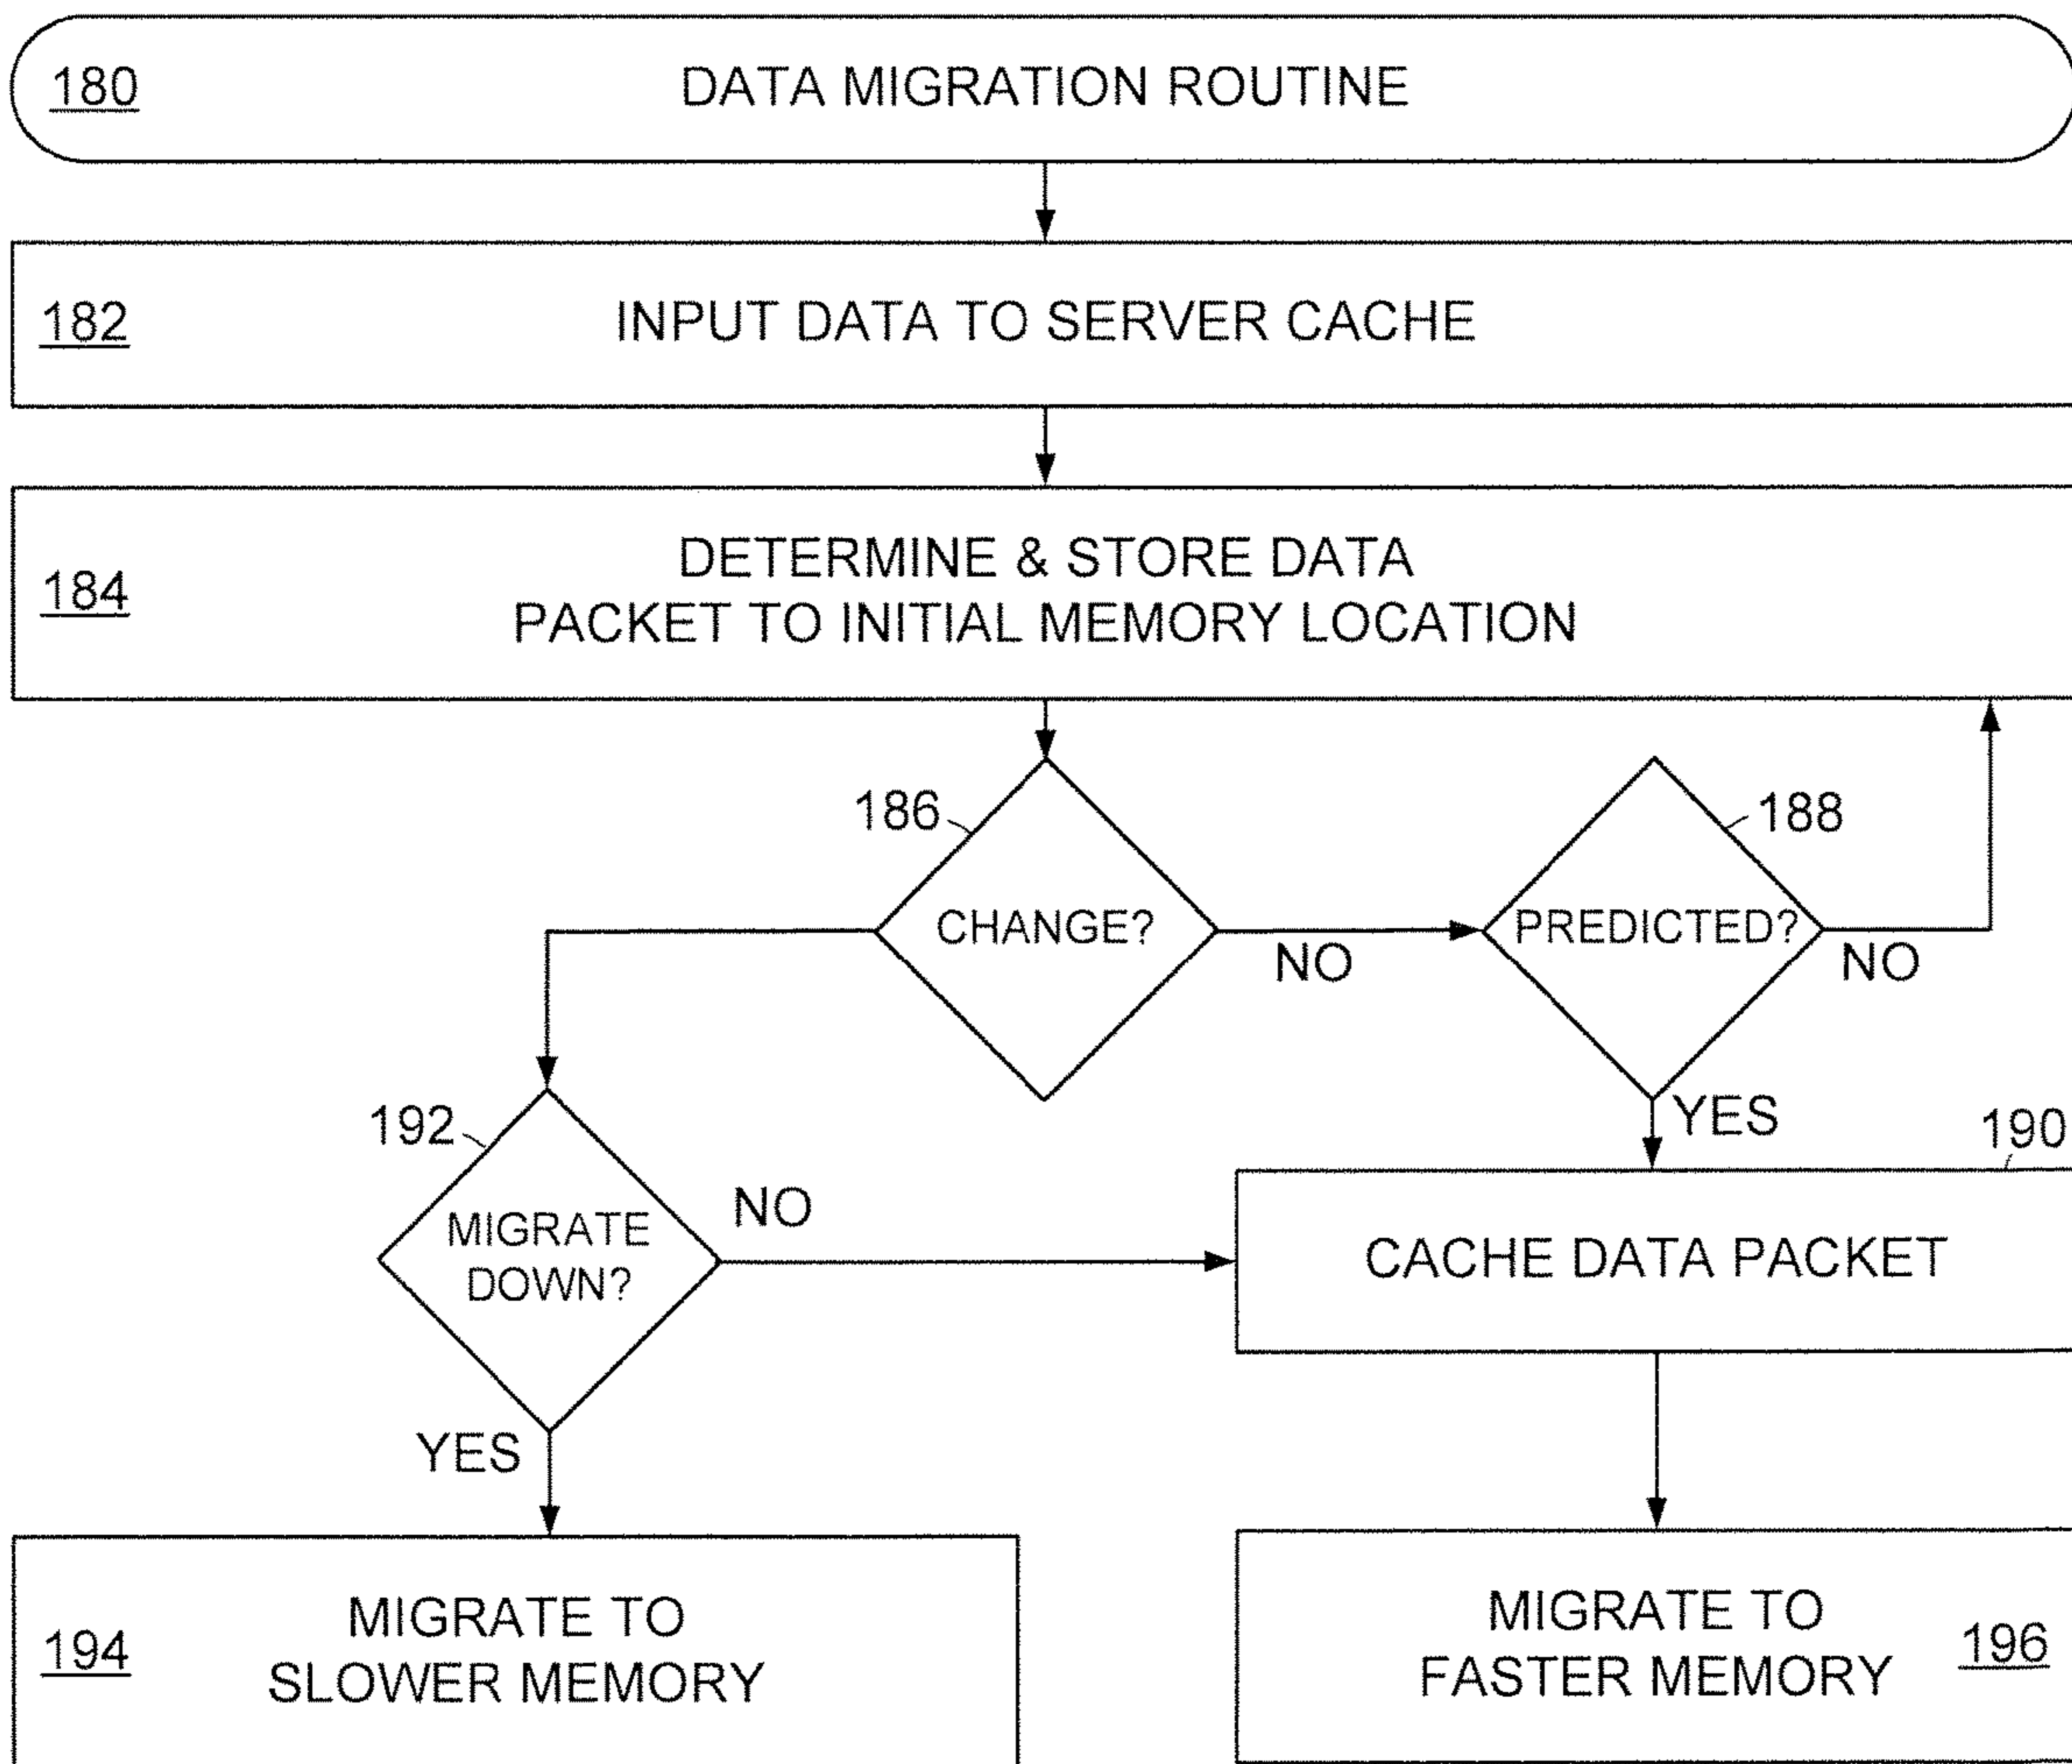 180 DATA MIGRATION ROUTINE
182 INPUT DATA TO SERVER CACHE
DETERMINE & STORE DATA
184 PACKET TO INITIAL MEMORY LOCATION
186
188
CHANGE?
NO
PREDICTED?
NO
192
YES
190
MIGRATE
DOWN?
NO
CACHE DATA PACKET
YES
MIGRATE TO
194
SLOWER MEMORY
MIGRATE TO
196
FASTER MEMORY